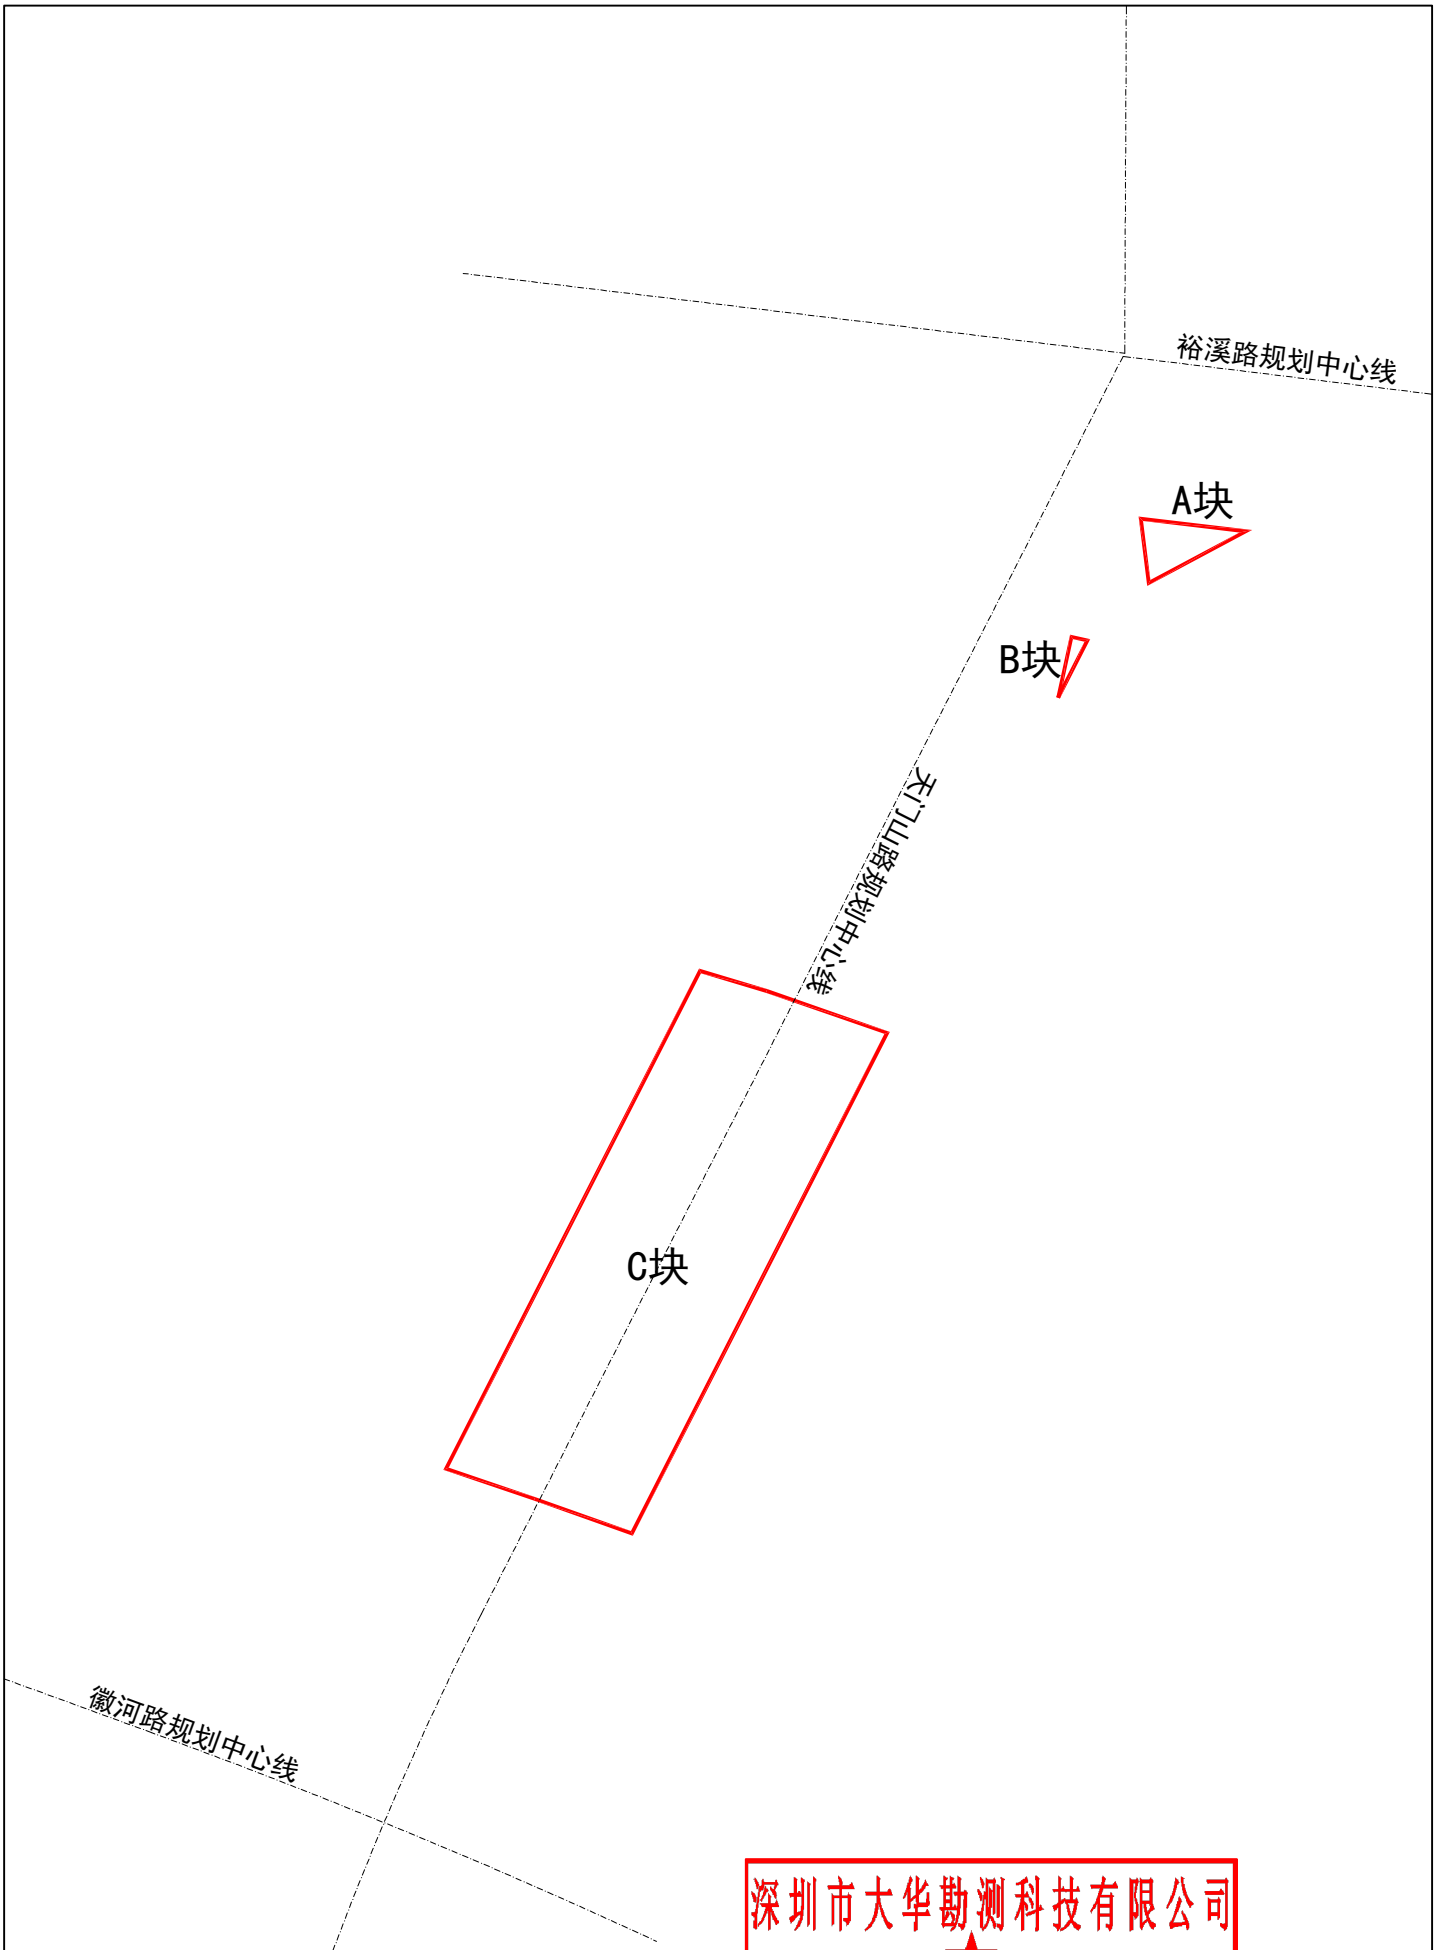 裕溪路规划中心线
A块
B块
天门山路规划中心线
C块
徽河路规划中心线
深圳市大华勘测科技有限公司